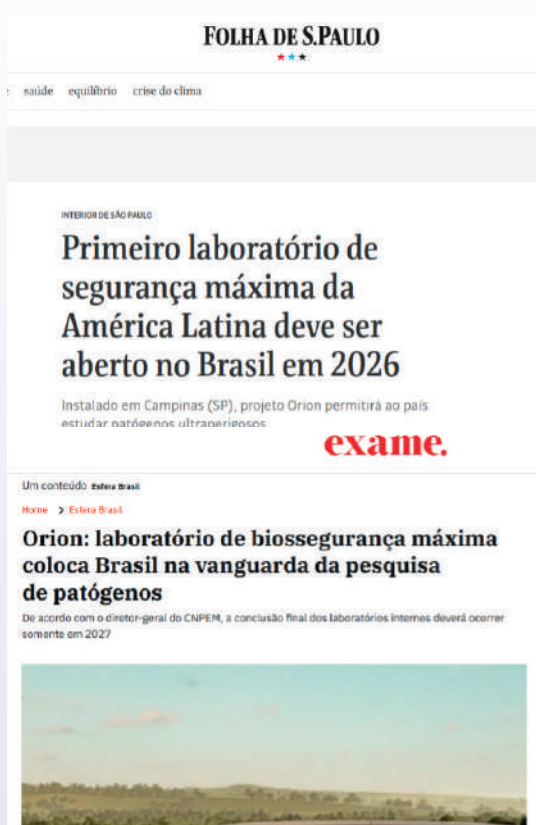 FOLHA DE S.PAULO
saúde equilíbrio crise do clima
INTERIOR DE SÃO PAULO
Primeiro laboratório de
segurança máxima da
América Latina deve ser
aberto no Brasil em 2026
Instalado em Campinas (SP), projeto Orion permitirá ao país
estudar patógenos ultraperigosos
exame.
Um conteúdo Esfera Brasil
Home > Esfera Brasil
Orion: laboratório de biossegurança máxima
coloca Brasil na vanguarda da pesquisa
de patógenos
De acordo com o diretor-geral do CNPEM, a conclusão final dos laboratórios internos deverá ocorrer
somente em 2027